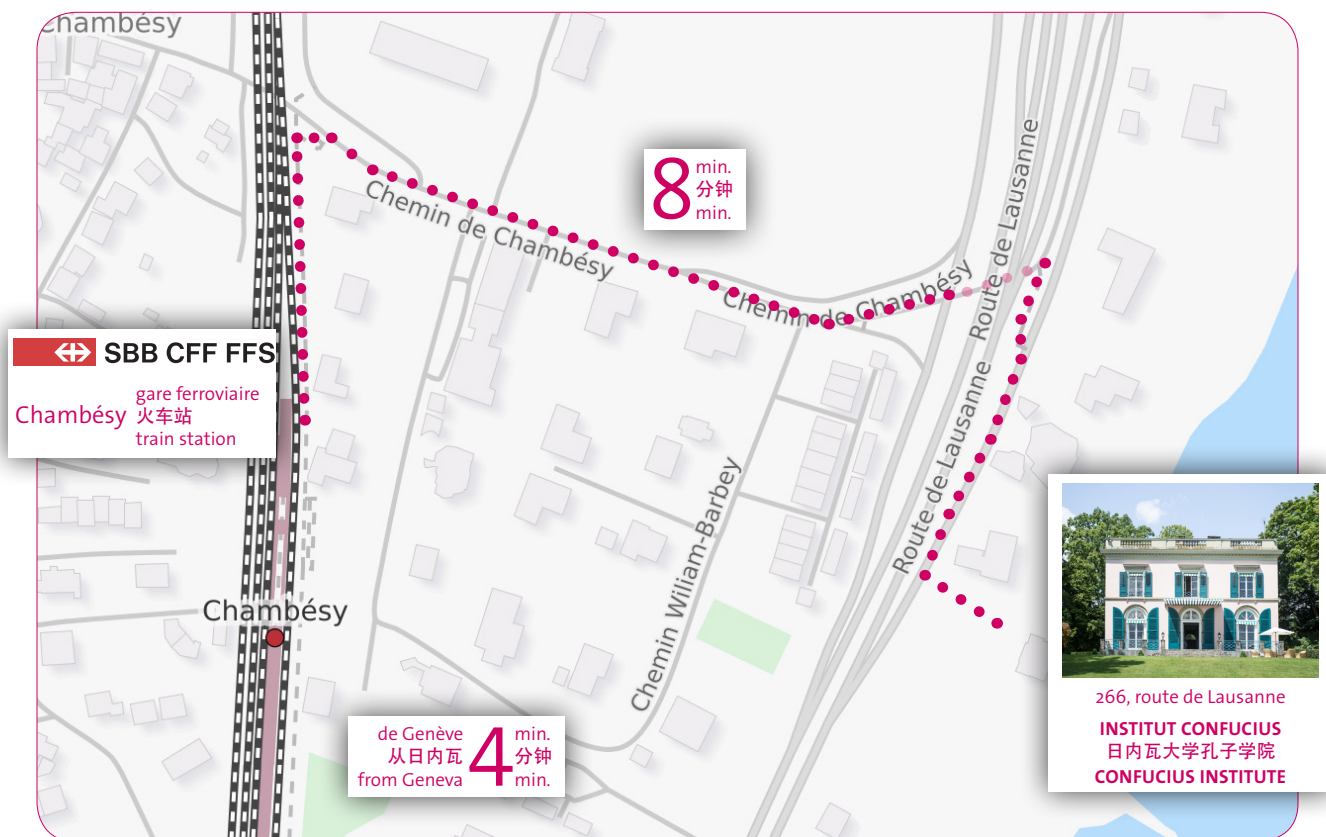 Chambésy
Chemin de Chambésy
8 min.
分钟
min.
Route de Lausanne
Chemin de Chambésy
Route de Lausanne
SBB CFF FFS
Chambésy
gare ferroviaire
火车站
train station
Route de Lausanne
Chemin Wiliam-Barbey
Chambésy
de Genève
从日内瓦
from Geneva
4 min.
分钟
min.
266, route de Lausanne
INSTITUT CONFUCIUS
日内瓦大学孔子学院
CONFUCIUS INSTITUTE